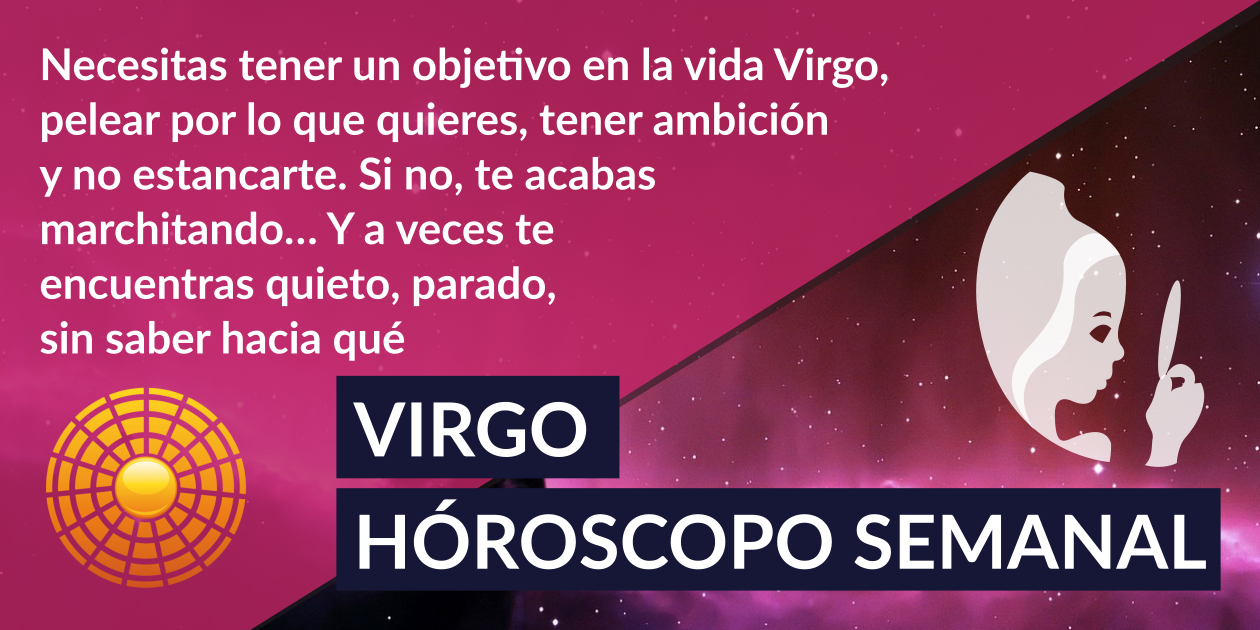 Necesitas tener un objetivo en la vida Virgo,
pelear por lo que quieres, tener ambición
y no estancarte. Si no, te acabas
marchitando... Y a veces te
encuentras quieto, parado,
sin saber hacia qué
VIRGO
HÓROSCOPO SEMANAL